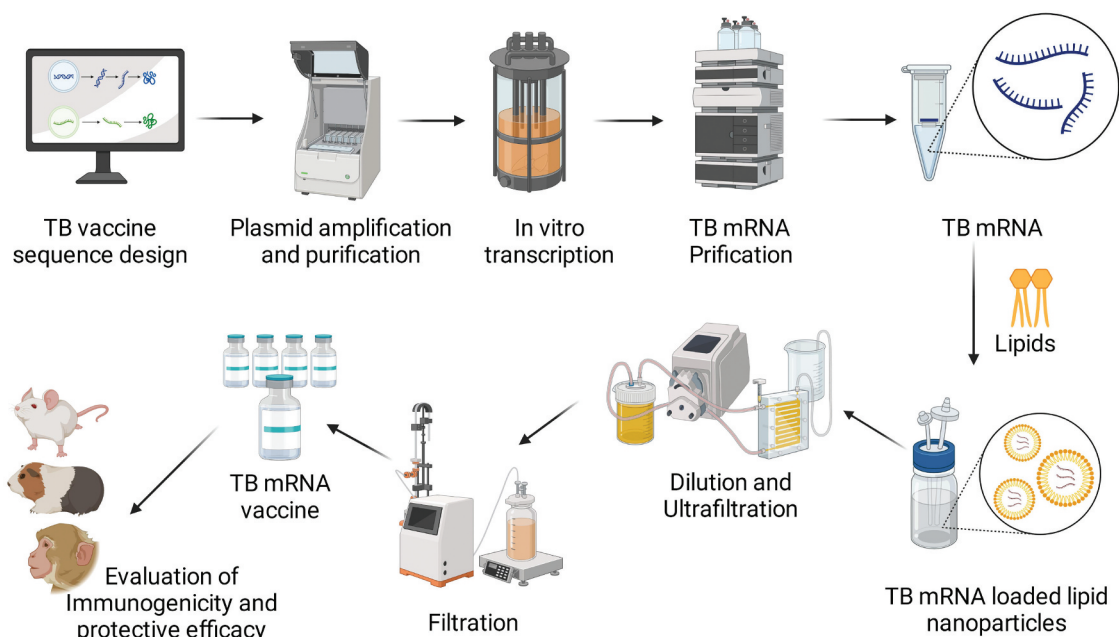 TB vaccine
sequence design
Plasmid amplification
and purification
In vitro
transcription
TB mRNA
Prification
TB mRNA
Lipids
TB mRNA loaded lipid
nanoparticles
Dilution and
Ultrafiltration
Filtration
TB mRNA
vaccine
Evaluation of
Immunogenicity and
protective efficacy